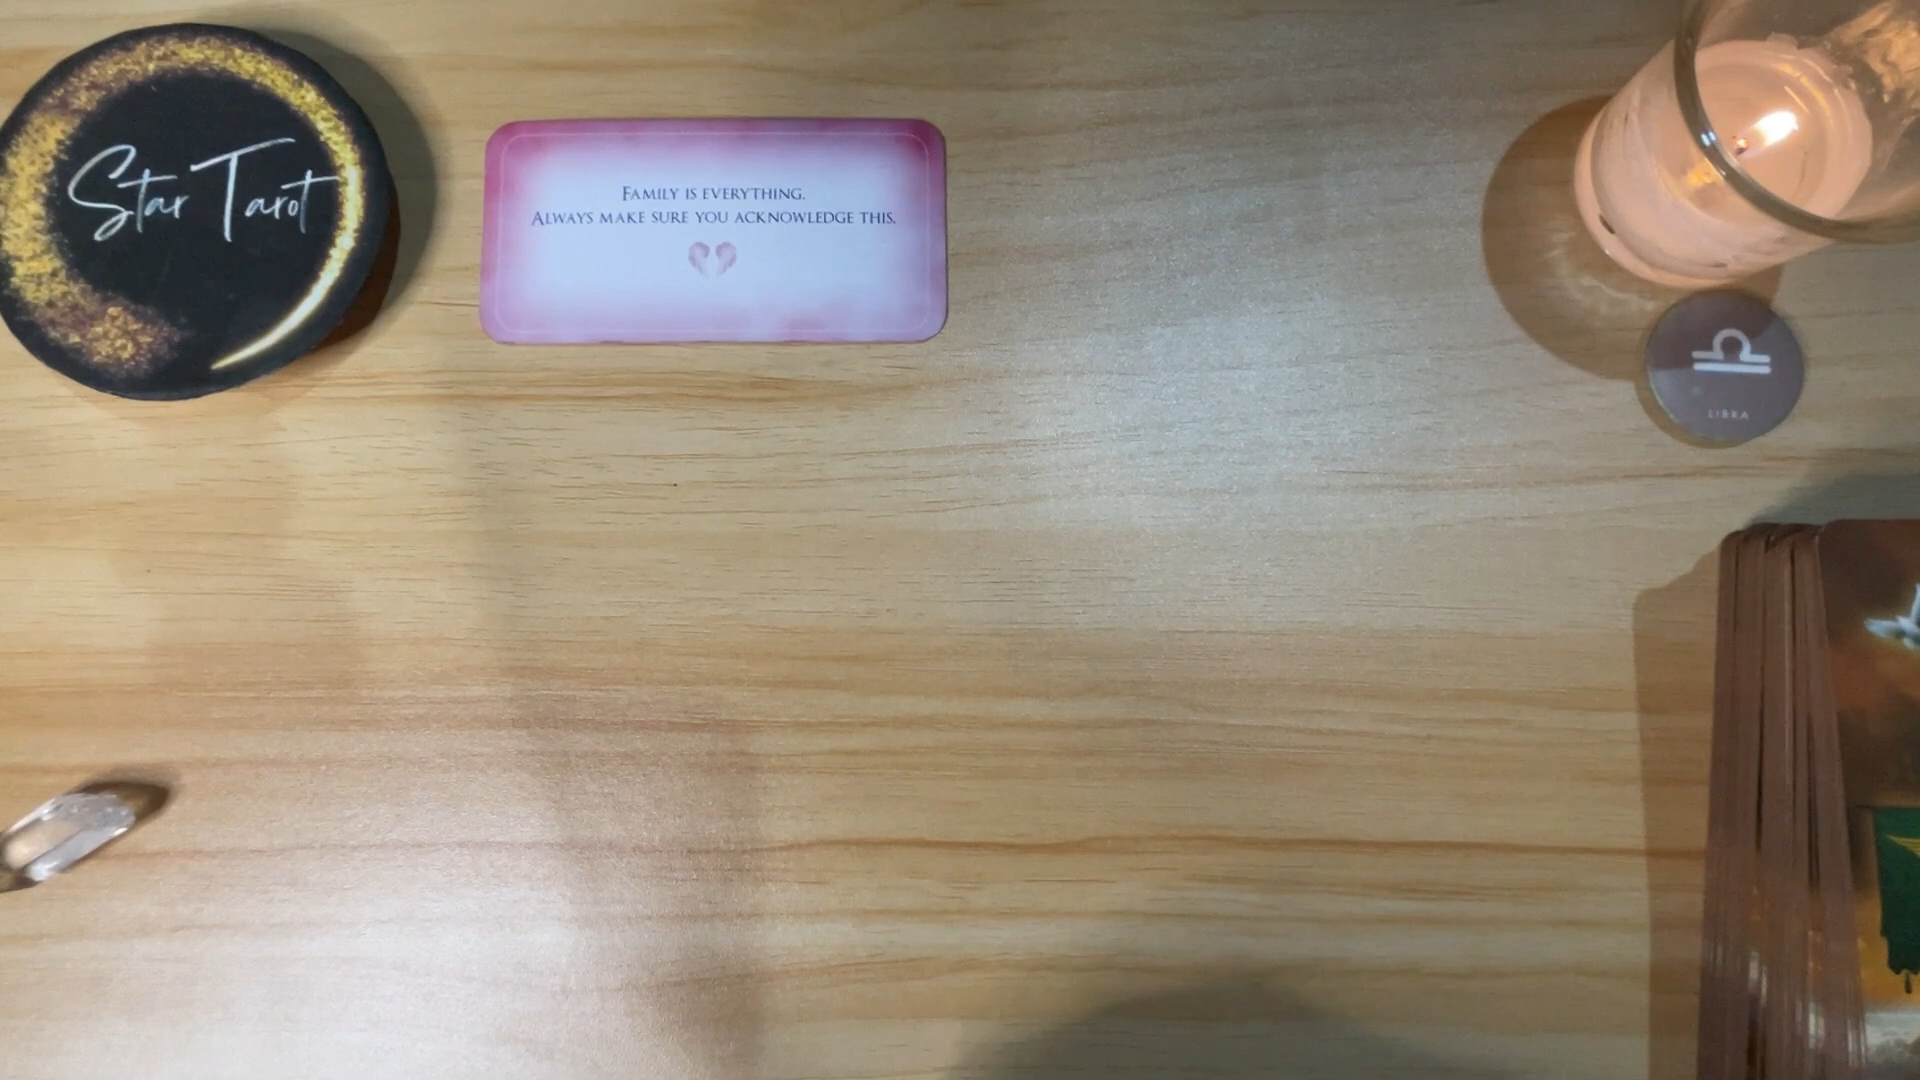 Star Tarot
FAMILY IS EVERYTHING.
ALWAYS MAKE SURE YOU ACKNOWLEDGE THIS.
LIBRA